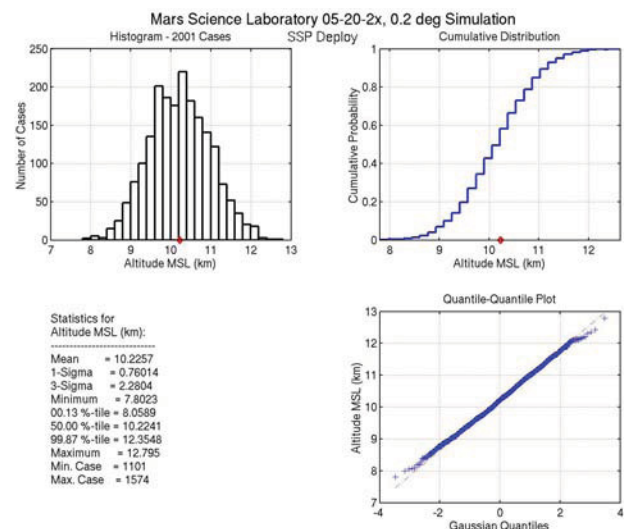 Mars Science Laboratory 05-20-2x, 0.2 deg Simulation
Histogram - 2001 Cases
SSP Deploy
Cumulative Distribution
Number of Cases
250
200
150
100
50
0
7 8 9 10 11 12 13
Altitude MSL (km)
Cumulative Probability
1
0.8
0.6
0.4
0.2
0
8 9 10 11 12
Altitude MSL (km)
Statistics for
Altitude MSL (km):
---------------------------
Mean = 10.2257
1-Sigma = 0.76014
3-Sigma = 2.2804
Minimum = 7.8023
00.13 %-tile = 8.0589
50.00 %-tile = 10.2241
99.87 %-tile = 12.3548
Maximum = 12.795
Min. Case = 1101
Max. Case = 1574
Quantile-Quantile Plot
Altitude MSL (km)
13
12
11
10
9
8
7
-4 -2 0 2 4
Gaussian Quantiles